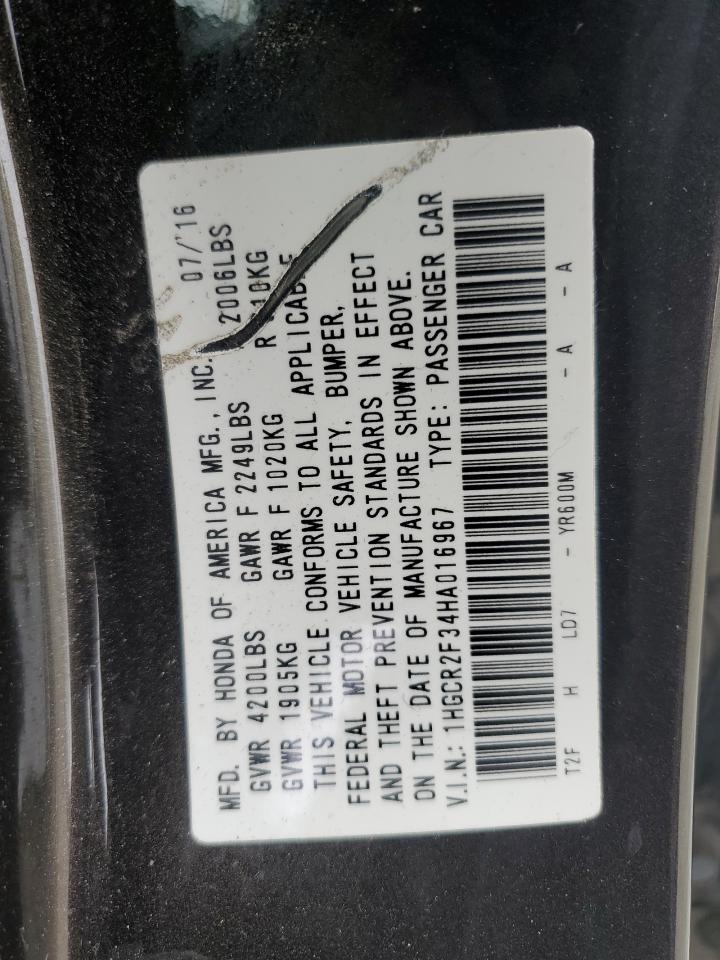 MFD. BY HONDA OF AMERICA MFG., INC. 07/'16
GVWR 4200LBS GAWR F 2249LBS 2006LBS
GVWR 1905KG GAWR F 1020KG R 10KG
THIS VEHICLE CONFORMS TO ALL APPLICABLE
FEDERAL MOTOR VEHICLE SAFETY, BUMPER,
AND THEFT PREVENTION STANDARDS IN EFFECT
ON THE DATE OF MANUFACTURE SHOWN ABOVE.
V.I.N.: 1HGCR2F34HA016967 TYPE: PASSENGER CAR
T2F H LD7 - YR600M - A - A